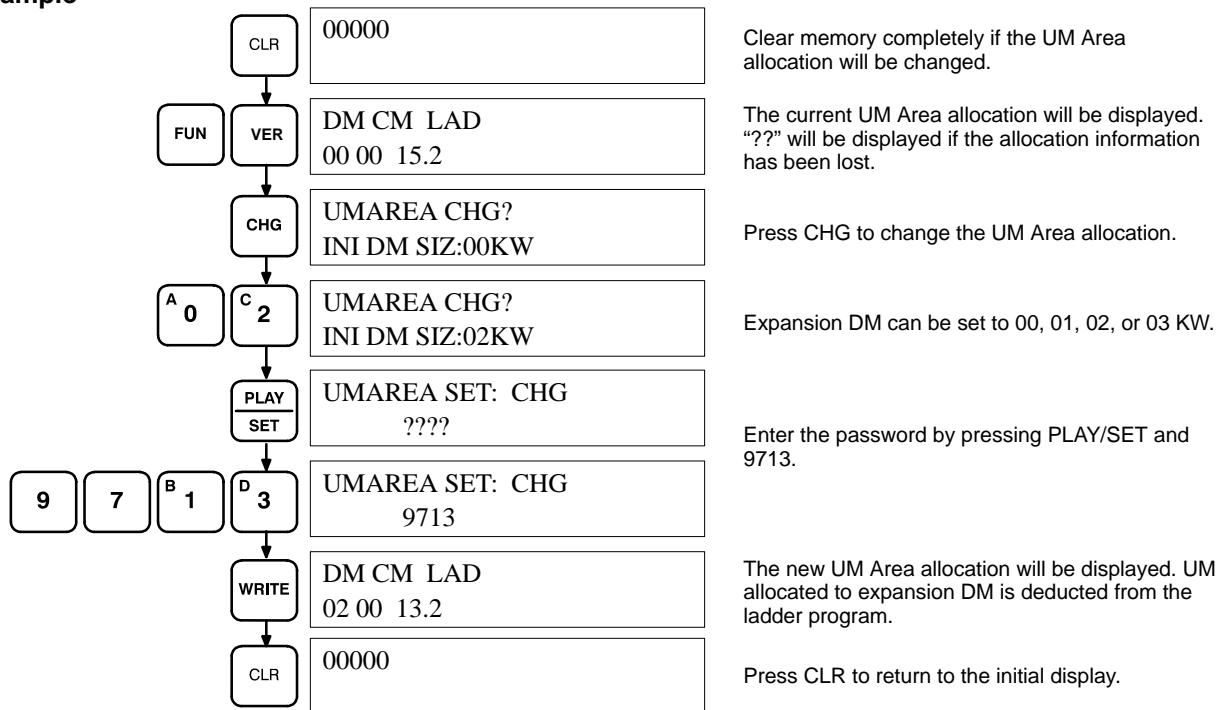 ample
CLR
00000
Clear memory completely if the UM Area
allocation will be changed.
FUN VER
DM CM LAD
00 00 15.2
The current UM Area allocation will be displayed.
“??” will be displayed if the allocation information
has been lost.
CHG
UMAREA CHG?
INI DM SIZ:00KW
Press CHG to change the UM Area allocation.
A 0 C 2
UMAREA CHG?
INI DM SIZ:02KW
Expansion DM can be set to 00, 01, 02, or 03 KW.
PLAY
SET
UMAREA SET: CHG
????
Enter the password by pressing PLAY/SET and
9713.
9 7 B 1 D 3
UMAREA SET: CHG
9713
WRITE
DM CM LAD
02 00 13.2
The new UM Area allocation will be displayed. UM
allocated to expansion DM is deducted from the
ladder program.
CLR
00000
Press CLR to return to the initial display.